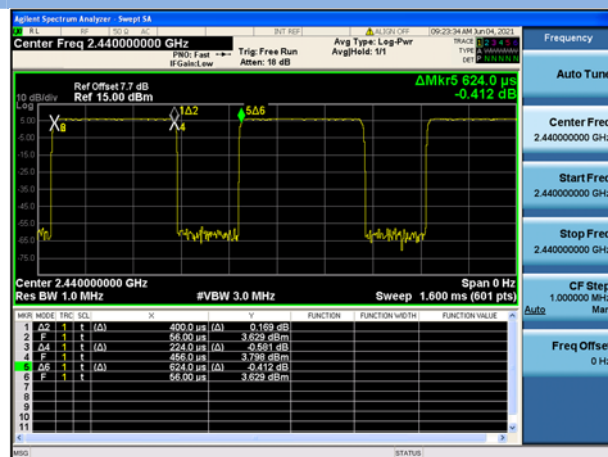 Agilent Spectrum Analyzer - Swept SA
RL RF 50 Ω AC INT REF ALIGN OFF 09:23:34 AM Jun 04, 2021
Center Freq 2.440000000 GHz
PNO: Fast Trig: Free Run Avg Type: Log-Pwr TRACE 1 2 3 4 5 6
IFGain:Low Atten: 18 dB Avg|Hold: 1/1 TYPE
DET P N N N N N
Ref Offset 7.7 dB ΔMkr5 624.0 µs
10 dB/div Ref 15.00 dBm -0.412 dB
Log
5.00 1Δ2 5Δ6
-5.00
-15.0
-25.0
-35.0
-45.0
-55.0
-65.0
-75.0
Center 2.440000000 GHz Span 0 Hz
Res BW 1.0 MHz #VBW 3.0 MHz Sweep 1.600 ms (601 pts)
MKR MODE TRC SCL X Y FUNCTION FUNCTION WIDTH FUNCTION VALUE
1 Δ2 1 t (Δ) 400.0 µs (Δ) 0.169 dB
2 F 1 t 56.00 µs 3.629 dBm
3 Δ4 1 t (Δ) 224.0 µs (Δ) -0.581 dB
4 F 1 t 456.0 µs 3.798 dBm
5 Δ6 1 t (Δ) 624.0 µs (Δ) -0.412 dB
6 F 1 t 56.00 µs 3.629 dBm
7
8
9
10
11
MSG STATUS
Frequency
Auto Tune
Center Freq
2.440000000 GHz
Start Freq
2.440000000 GHz
Stop Freq
2.440000000 GHz
CF Step
1.000000 MHz
Auto Man
Freq Offset
0 Hz